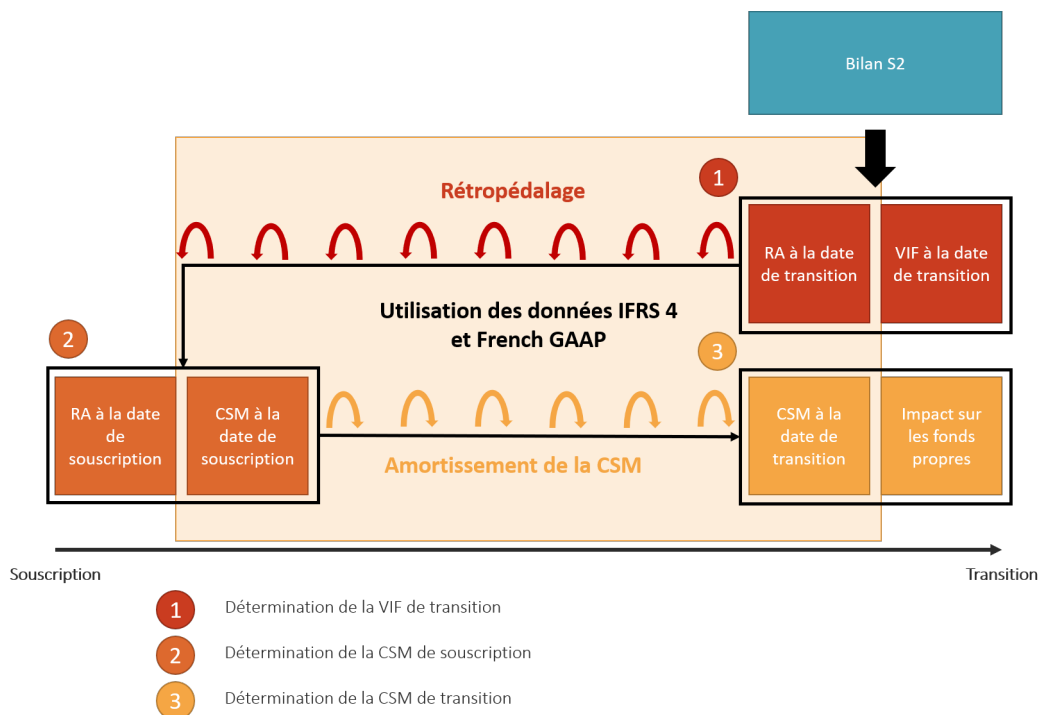 Bilan S2
1
Rétropédalage
RA à la date
de transition
VIF à la date
de transition
Utilisation des données IFRS 4
et French GAAP
2
3
RA à la date
de
souscription
CSM à la
date de
souscription
Amortissement de la CSM
CSM à la
date de
transition
Impact sur
les fonds
propres
Souscription
Transition
1
Détermination de la VIF de transition
2
Détermination de la CSM de souscription
3
Détermination de la CSM de transition